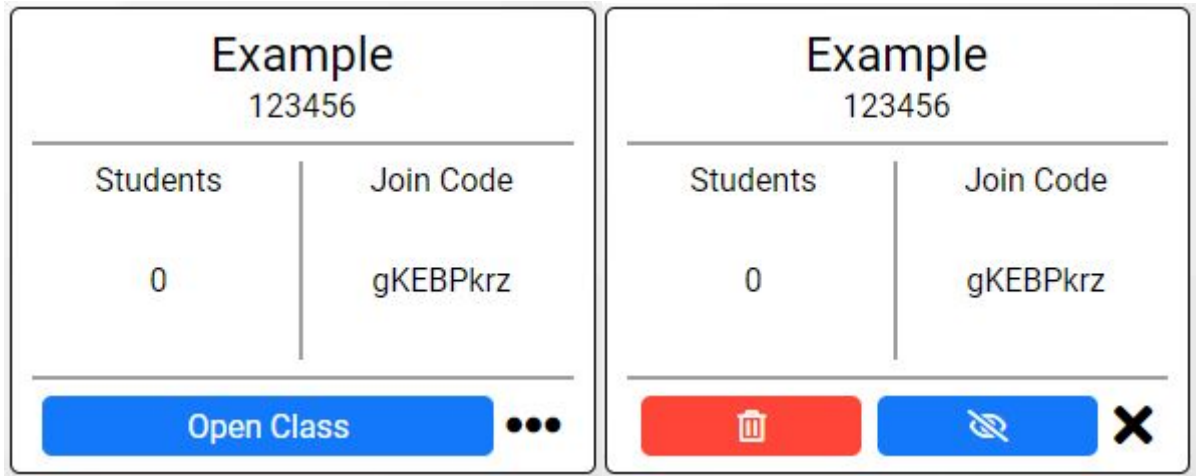 Example
123456
Students
Join Code
0
gKEBPkrz
Open Class
Example
123456
Students
Join Code
0
gKEBPkrz